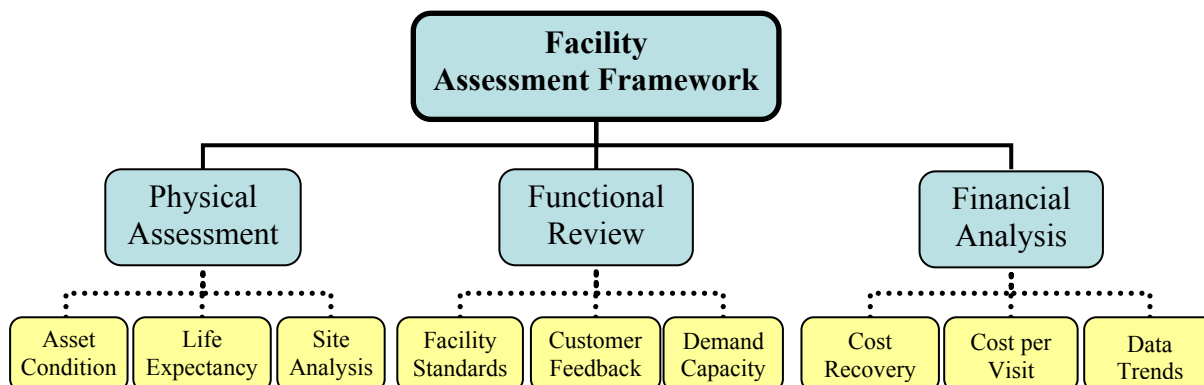 Facility
Assessment Framework
Physical
Assessment
Functional
Review
Financial
Analysis
Asset
Condition
Life
Expectancy
Site
Analysis
Facility
Standards
Customer
Feedback
Demand
Capacity
Cost
Recovery
Cost per
Visit
Data
Trends